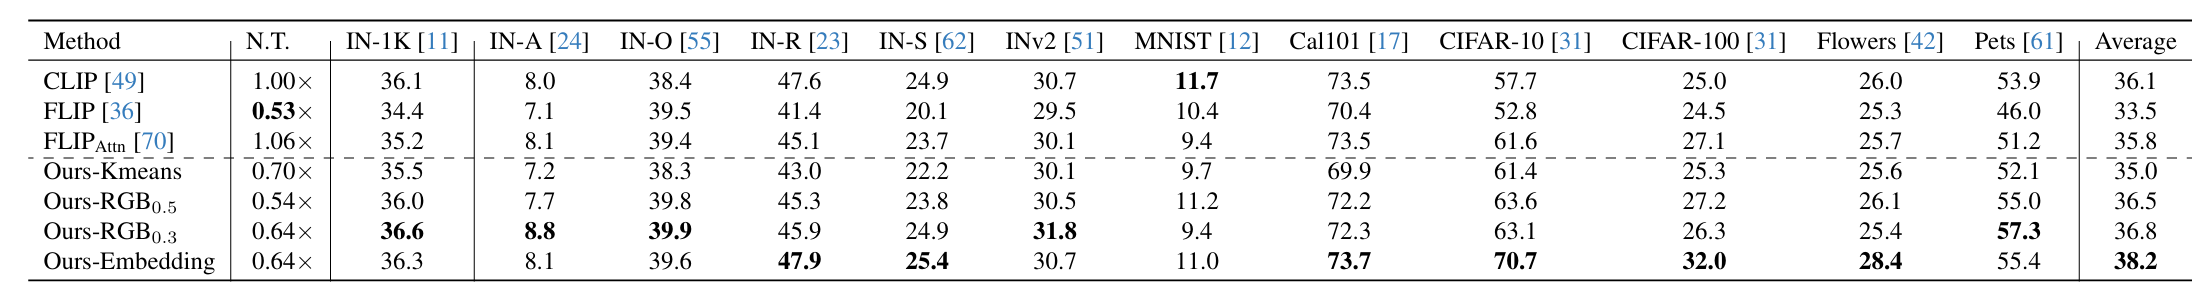 Method N.T. IN-1K [11] IN-A [24] IN-O [55] IN-R [23] IN-S [62] INv2 [51] MNIST [12] Cal101 [17] CIFAR-10 [31] CIFAR-100 [31] Flowers [42] Pets [61] Average
CLIP [49] 1.00× 36.1 8.0 38.4 47.6 24.9 30.7 11.7 73.5 57.7 25.0 26.0 53.9 36.1
FLIP [36] 0.53× 34.4 7.1 39.5 41.4 20.1 29.5 10.4 70.4 52.8 24.5 25.3 46.0 33.5
FLIPAttn [70] 1.06× 35.2 8.1 39.4 45.1 23.7 30.1 9.4 73.5 61.6 27.1 25.7 51.2 35.8
Ours-Kmeans 0.70× 35.5 7.2 38.3 43.0 22.2 30.1 9.7 69.9 61.4 25.3 25.6 52.1 35.0
Ours-RGB0.5 0.54× 36.0 7.7 39.8 45.3 23.8 30.5 11.2 72.2 63.6 27.2 26.1 55.0 36.5
Ours-RGB0.3 0.64× 36.6 8.8 39.9 45.9 24.9 31.8 9.4 72.3 63.1 26.3 25.4 57.3 36.8
Ours-Embedding 0.64× 36.3 8.1 39.6 47.9 25.4 30.7 11.0 73.7 70.7 32.0 28.4 55.4 38.2